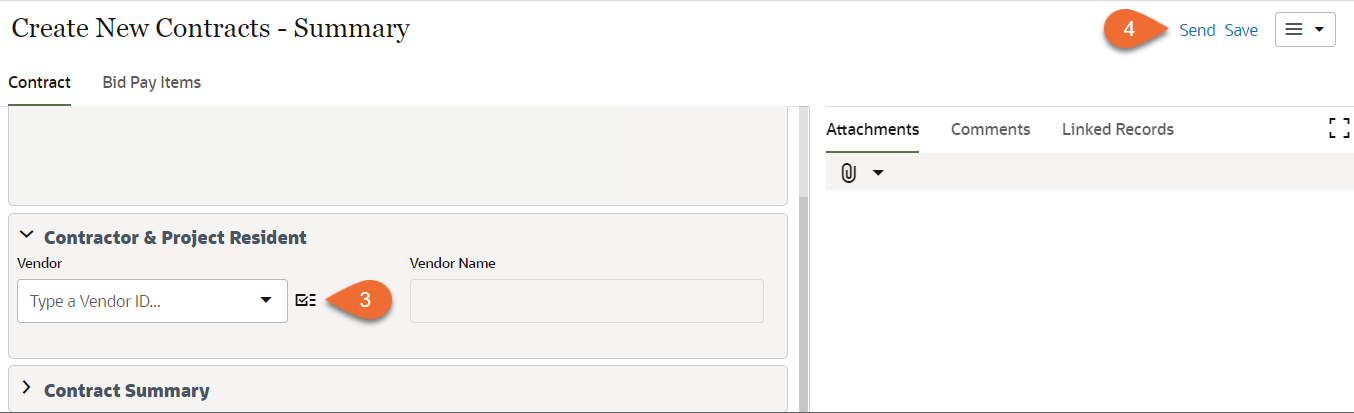 Create New Contracts - Summary
4
Send Save
Contract Bid Pay Items
Attachments Comments Linked Records
Contractor & Project Resident
Vendor Vendor Name
Type a Vendor ID...
3
Contract Summary